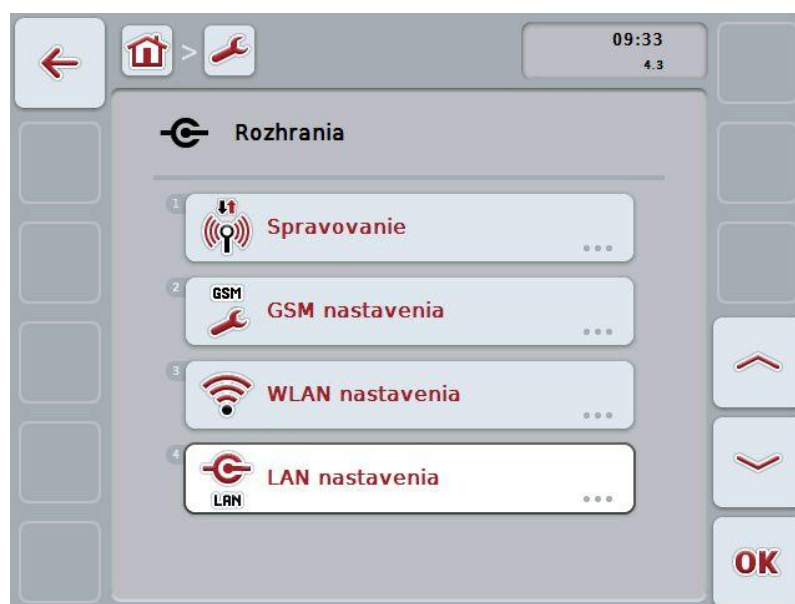 09:33
4.3
Rozhrania
1
Spravovanie
2
GSM
GSM nastavenia
3
WLAN nastavenia
4
LAN
LAN nastavenia
OK